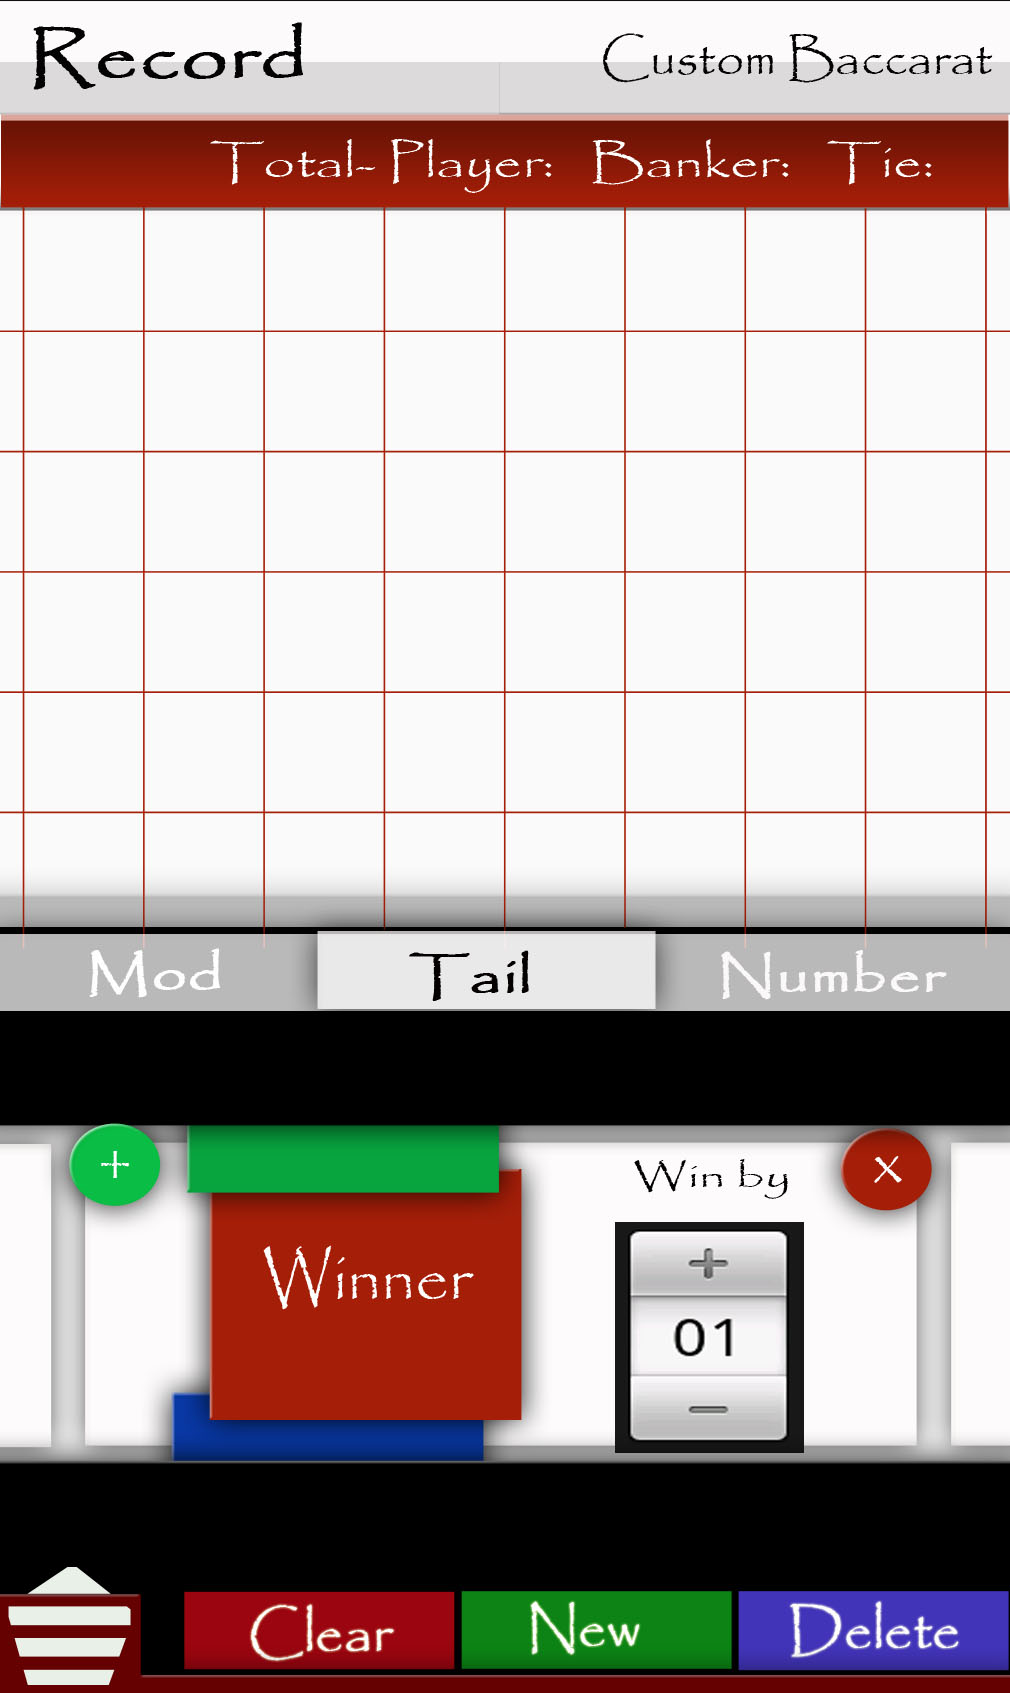 Record
Custom Baccarat
Total- Player: Banker: Tie:
Mod Tail Number
+
X
Win by
Winner
+
01
−
Clear New Delete